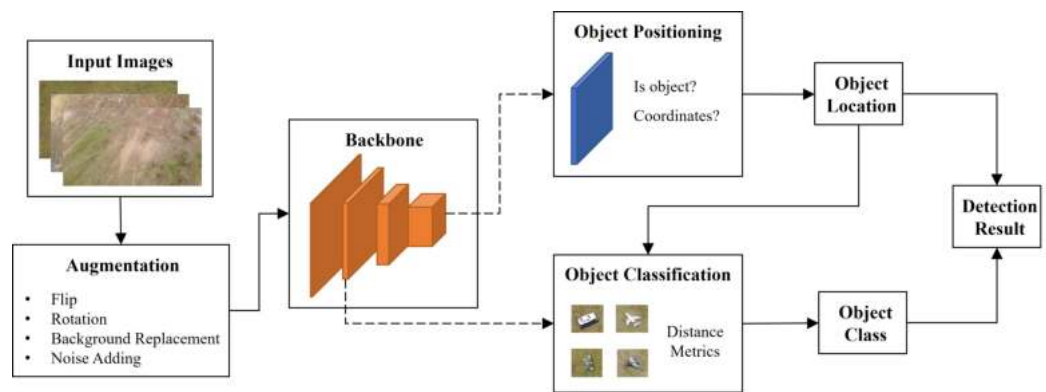 Input Images
Augmentation
• Flip
• Rotation
• Background Replacement
• Noise Adding
Backbone
Object Positioning
Is object?
Coordinates?
Object Classification
Distance
Metrics
Object
Location
Object
Class
Detection
Result